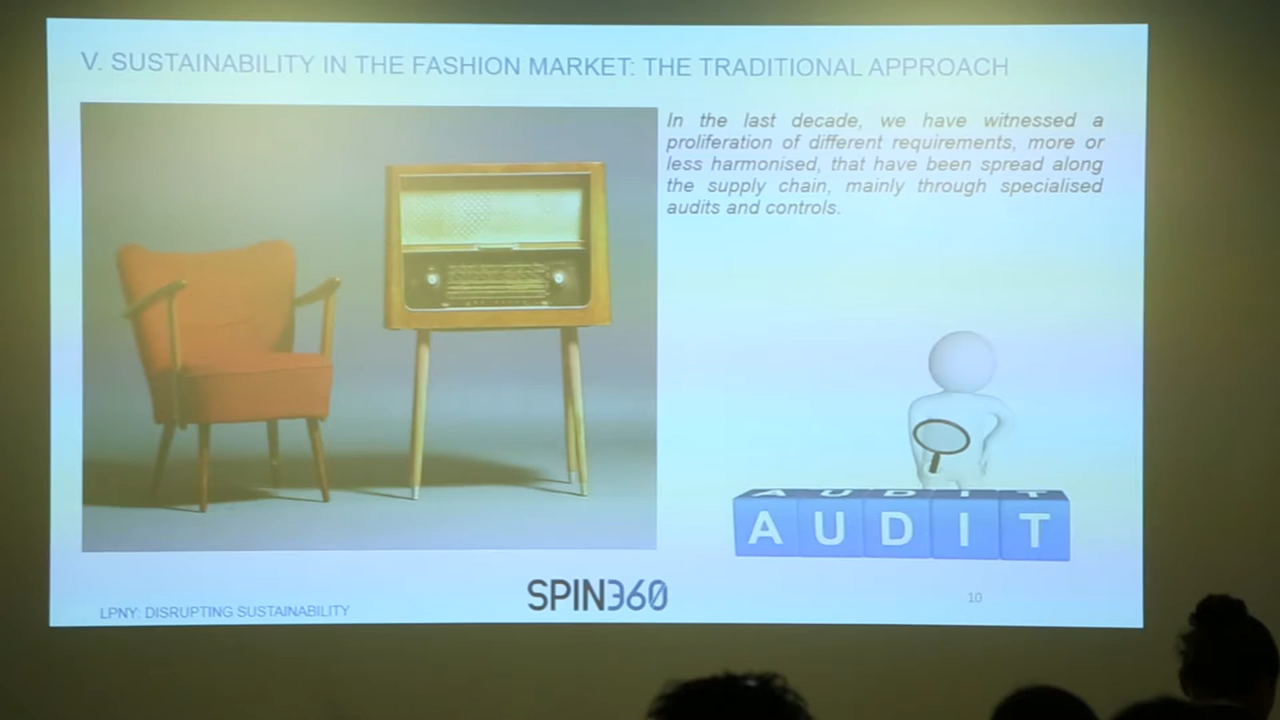 V. SUSTAINABILITY IN THE FASHION MARKET: THE TRADITIONAL APPROACH
In the last decade, we have witnessed a
proliferation of different requirements, more or
less harmonised, that have been spread along
the supply chain, mainly through specialised
audits and controls.
AUDIT
AUDIT
LPNY: DISRUPTING SUSTAINABILITY
SPIN360
10